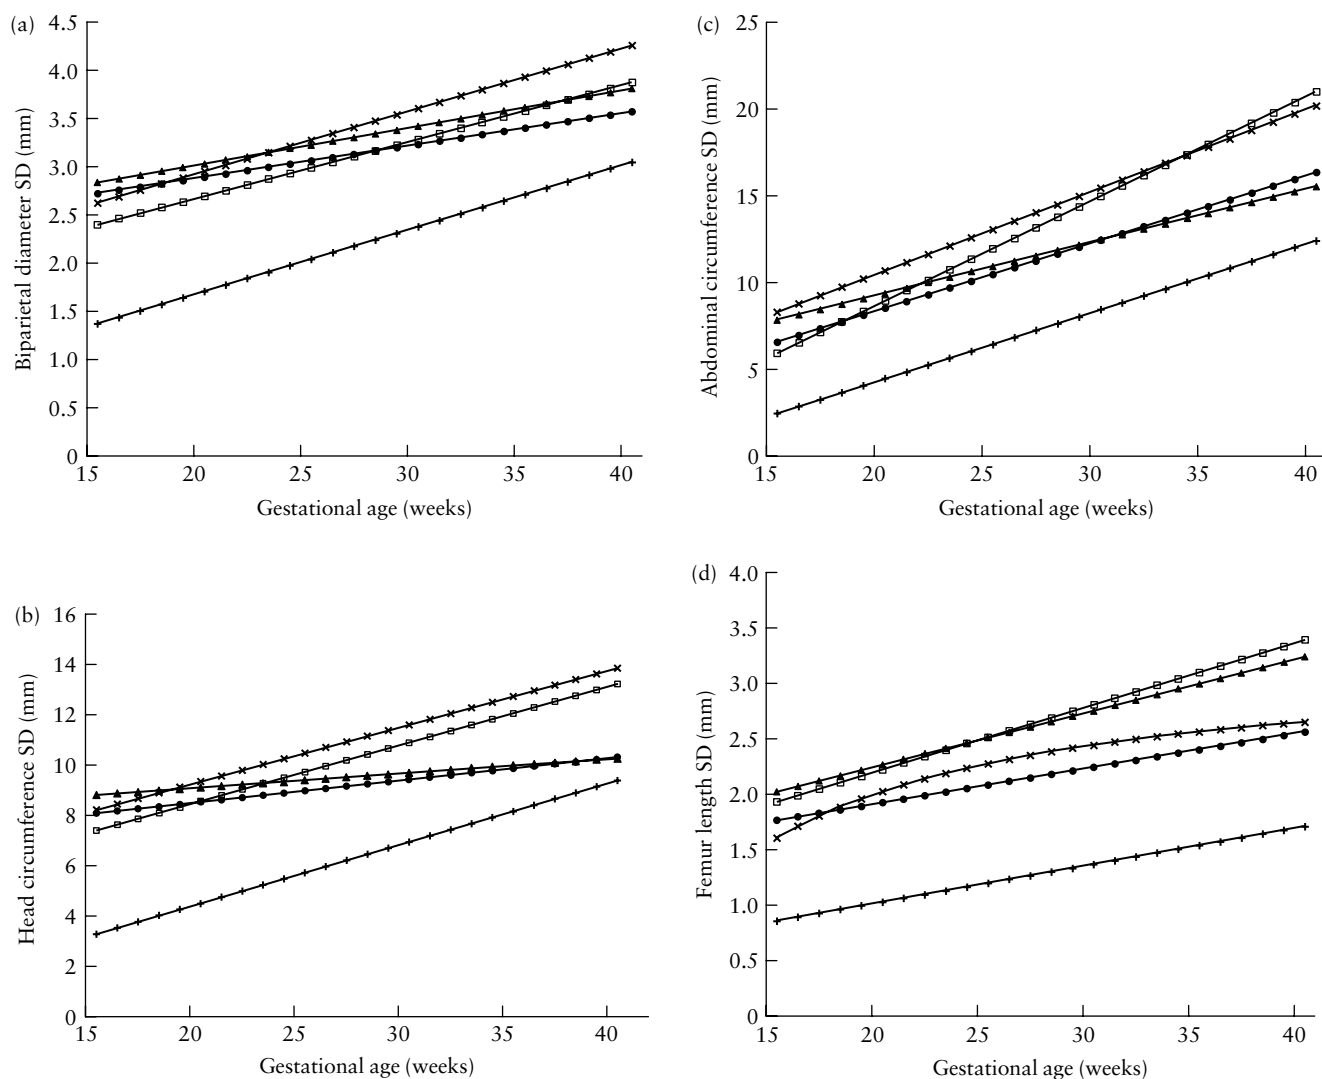 (a)
4.5
4.0
3.5
3.0
2.5
2.0
1.5
1.0
0.5
0
Biparietal diameter SD (mm)
15 20 25 30 35 40
Gestational age (weeks)
(c)
25
20
15
10
5
0
Abdominal circumference SD (mm)
15 20 25 30 35 40
Gestational age (weeks)
(b)
16
14
12
10
8
6
4
2
0
Head circumference SD (mm)
15 20 25 30 35 40
Gestational age (weeks)
(d)
4.0
3.5
3.0
2.5
2.0
1.5
1.0
0.5
0
Femur length SD (mm)
15 20 25 30 35 40
Gestational age (weeks)